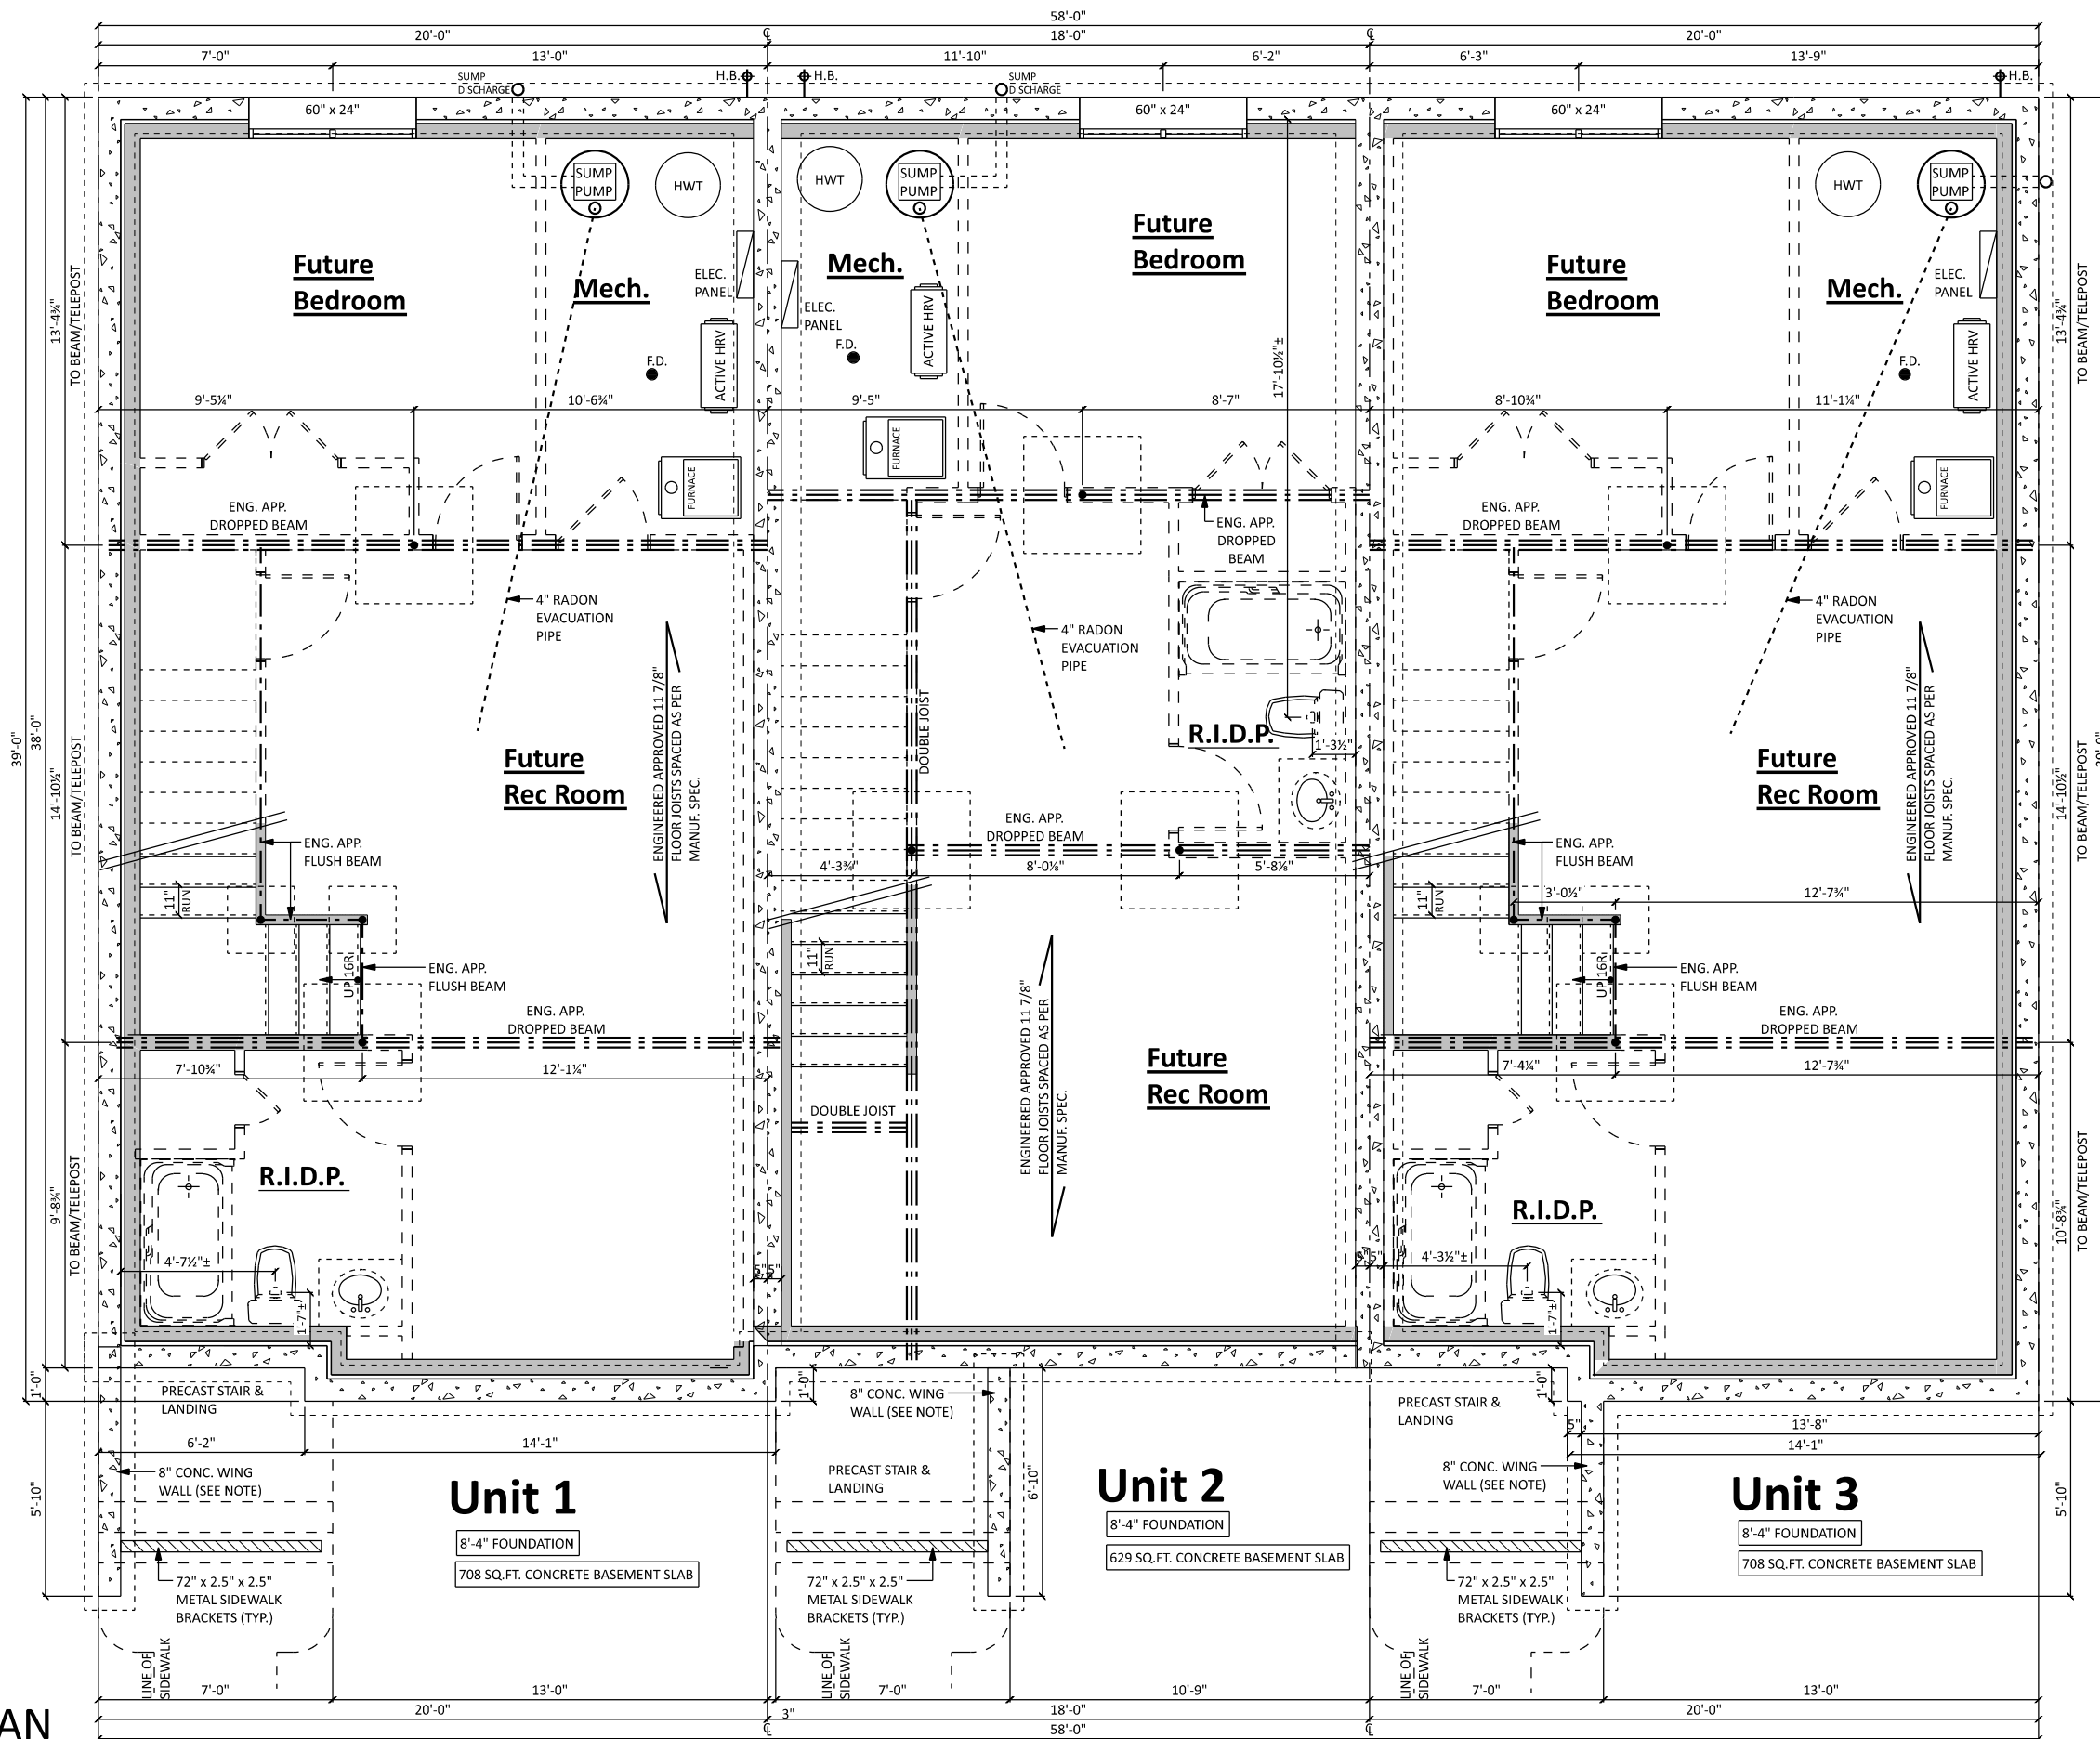 58'-0"
20'-0"
18'-0"
20'-0"
7'-0"
13'-0"
11'-10"
6'-2"
6'-3"
13'-9"
SUMP
DISCHARGE
H.B.
H.B.
SUMP
DISCHARGE
H.B.
60" x 24"
60" x 24"
60" x 24"
SUMP
PUMP
HWT
HWT
SUMP
PUMP
HWT
SUMP
PUMP
Future
Bedroom
Mech.
ELEC.
PANEL
Mech.
ELEC.
PANEL
Future
Bedroom
Future
Bedroom
Mech.
ELEC.
PANEL
ACTIVE HRV
ACTIVE HRV
ACTIVE HRV
F.D.
F.D.
F.D.
13'-4¾"
TO BEAM/TELEPOST
17'-10½"±
13'-4¾"
TO BEAM/TELEPOST
9'-5¼"
10'-6¾"
9'-5"
8'-7"
8'-10¾"
11'-1¼"
FURNACE
FURNACE
FURNACE
ENG. APP.
DROPPED BEAM
ENG. APP.
DROPPED
BEAM
ENG. APP.
DROPPED BEAM
4" RADON
EVACUATION
PIPE
4" RADON
EVACUATION
PIPE
4" RADON
EVACUATION
PIPE
39'-0"
38'-0"
14'-10½"
TO BEAM/TELEPOST
Future
Rec Room
ENGINEERED APPROVED 11 7/8"
FLOOR JOISTS SPACED AS PER
MANUF. SPEC.
DOUBLE JOIST
R.I.D.P.
1'-3½"
Future
Rec Room
ENGINEERED APPROVED 11 7/8"
FLOOR JOISTS SPACED AS PER
MANUF. SPEC.
14'-10½"
TO BEAM/TELEPOST
ENG. APP.
FLUSH BEAM
ENG. APP.
DROPPED BEAM
ENG. APP.
FLUSH BEAM
4'-3¾"
8'-0⅛"
5'-8⅛"
11"
RUN
11"
RUN
11"
RUN
3'-0½"
12'-7¾"
UP 16R
ENG. APP.
FLUSH BEAM
UP 16R
ENG. APP.
FLUSH BEAM
ENG. APP.
DROPPED BEAM
ENG. APP.
DROPPED BEAM
7'-10¾"
12'-1¼"
7'-4¼"
12'-7¾"
DOUBLE JOIST
ENGINEERED APPROVED 11 7/8"
FLOOR JOISTS SPACED AS PER
MANUF. SPEC.
Future
Rec Room
9'-8¾"
TO BEAM/TELEPOST
R.I.D.P.
R.I.D.P.
10'-8¾"
TO BEAM/TELEPOST
4'-7½"±
5"
5"
5"
4'-3½"±
1'-7"±
1'-7"±
1'-0"
1'-0"
1'-0"
PRECAST STAIR &
LANDING
8" CONC. WING
WALL (SEE NOTE)
PRECAST STAIR &
LANDING
5"
13'-8"
6'-2"
14'-1"
14'-1"
8" CONC. WING
WALL (SEE NOTE)
PRECAST STAIR &
LANDING
8" CONC. WING
WALL (SEE NOTE)
5'-10"
6'-10"
5'-10"
Unit 1
8'-4" FOUNDATION
708 SQ.FT. CONCRETE BASEMENT SLAB
Unit 2
8'-4" FOUNDATION
629 SQ.FT. CONCRETE BASEMENT SLAB
Unit 3
8'-4" FOUNDATION
708 SQ.FT. CONCRETE BASEMENT SLAB
72" x 2.5" x 2.5"
METAL SIDEWALK
BRACKETS (TYP.)
72" x 2.5" x 2.5"
METAL SIDEWALK
BRACKETS (TYP.)
72" x 2.5" x 2.5"
METAL SIDEWALK
BRACKETS (TYP.)
LINE OF
SIDEWALK
LINE OF
SIDEWALK
LINE OF
SIDEWALK
7'-0"
13'-0"
7'-0"
10'-9"
7'-0"
13'-0"
20'-0"
3"
18'-0"
20'-0"
58'-0"
AN